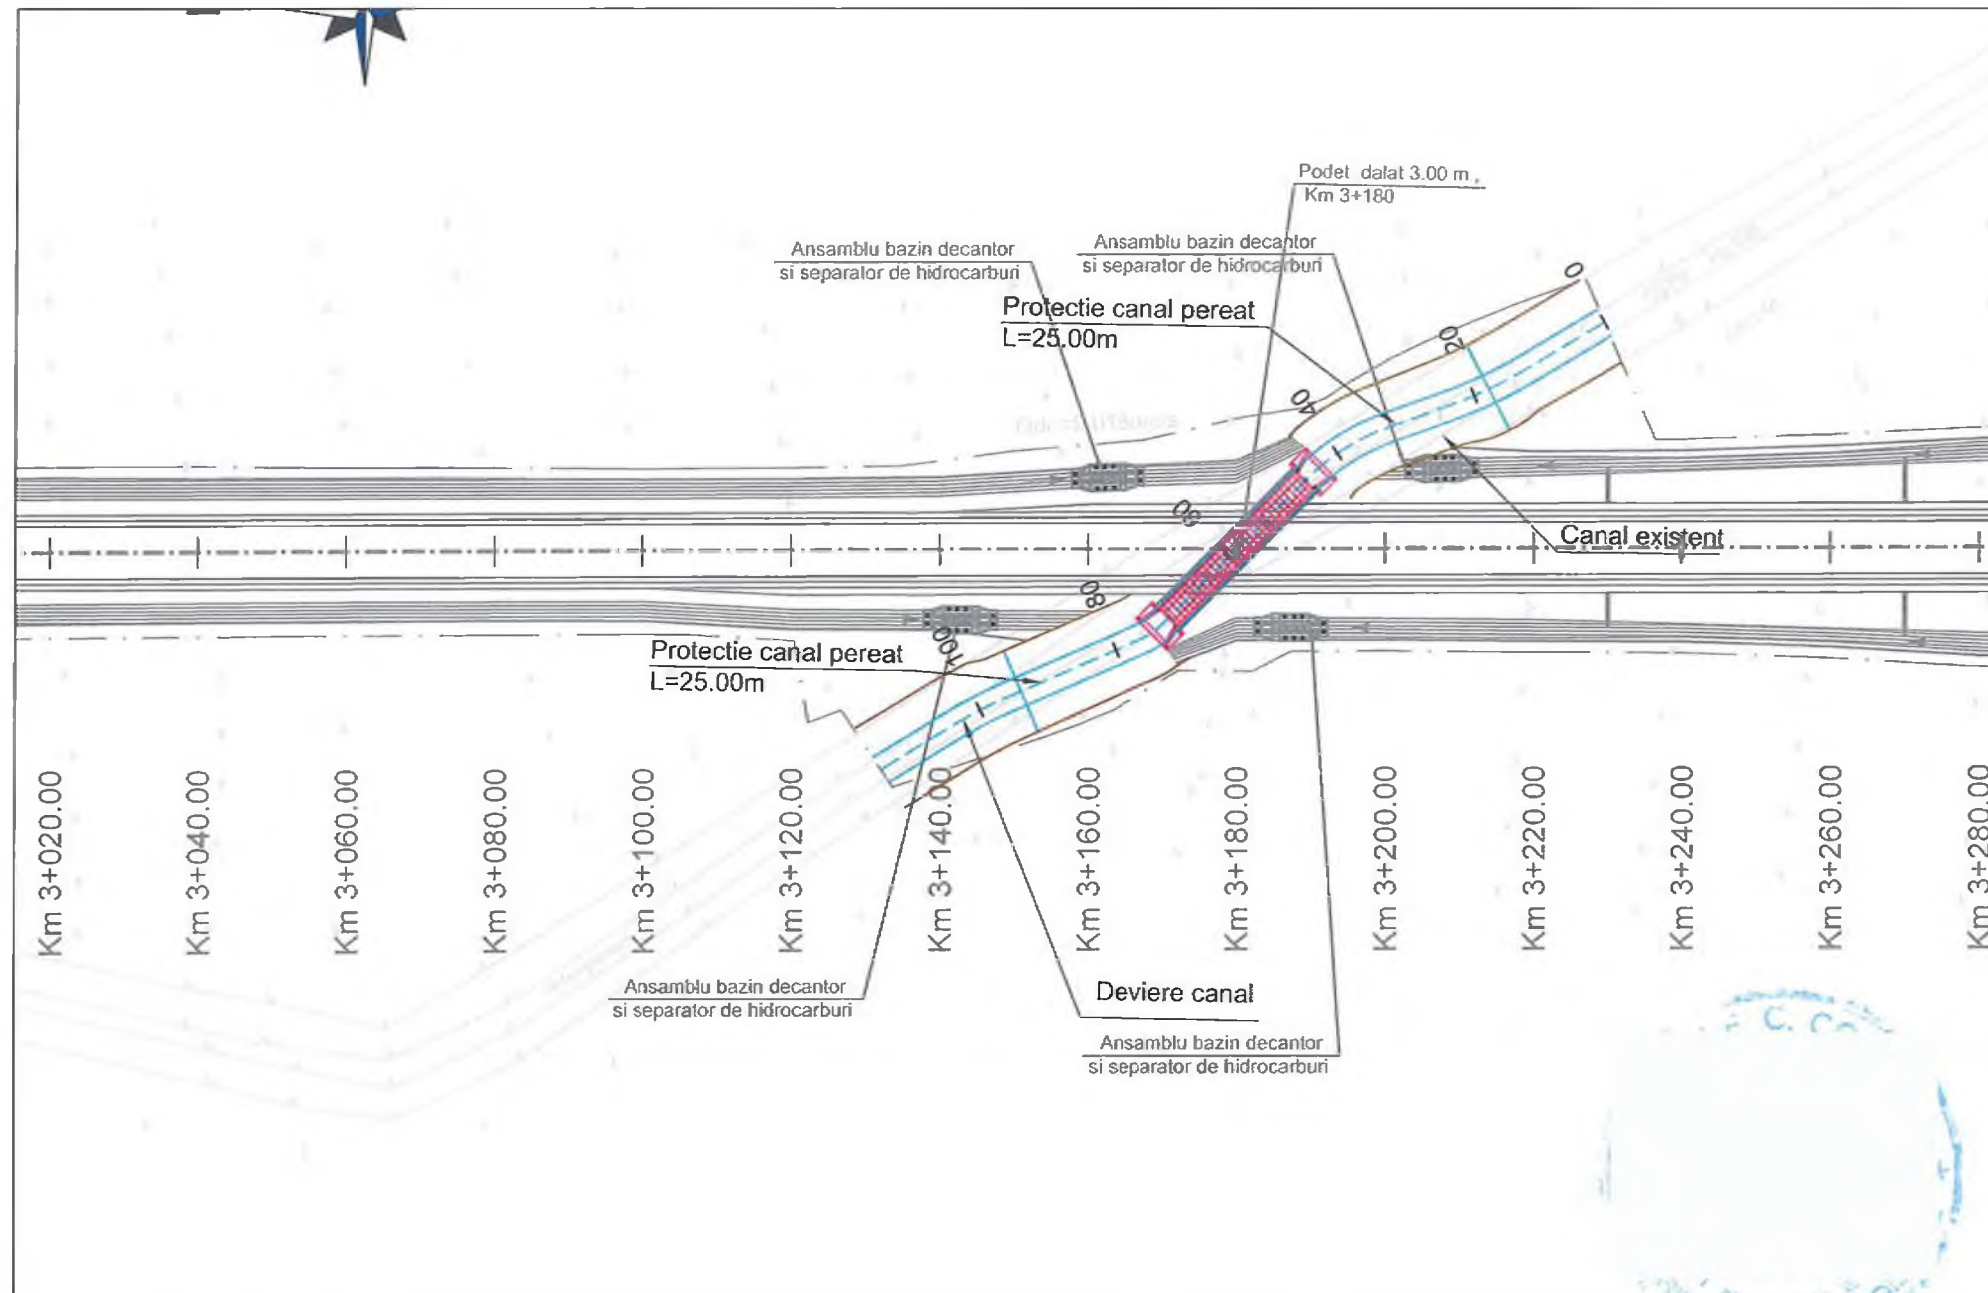 Podet dalat 3.00 m,
Km 3+180
Ansamblu bazin decantor
si separator de hidrocarburi
Ansamblu bazin decantor
si separator de hidrocarburi
Protectie canal pereat
L=25.00m
0
20
40
60
80
100
Canal existent
Protectie canal pereat
L=25.00m
Km 3+020.00
Km 3+040.00
Km 3+060.00
Km 3+080.00
Km 3+100.00
Km 3+120.00
Km 3+140.00
Km 3+160.00
Km 3+180.00
Km 3+200.00
Km 3+220.00
Km 3+240.00
Km 3+260.00
Km 3+280.00
Ansamblu bazin decantor
si separator de hidrocarburi
Deviere canal
Ansamblu bazin decantor
si separator de hidrocarburi